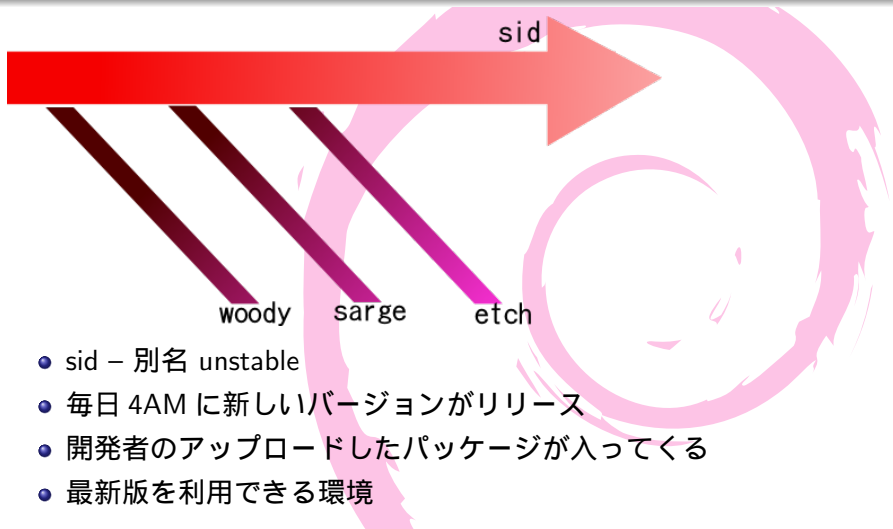 sid
woody
sarge
etch
sid – 別名 unstable
毎日 4AM に新しいバージョンがリリース
開発者のアップロードしたパッケージが入ってくる
最新版を利用できる環境